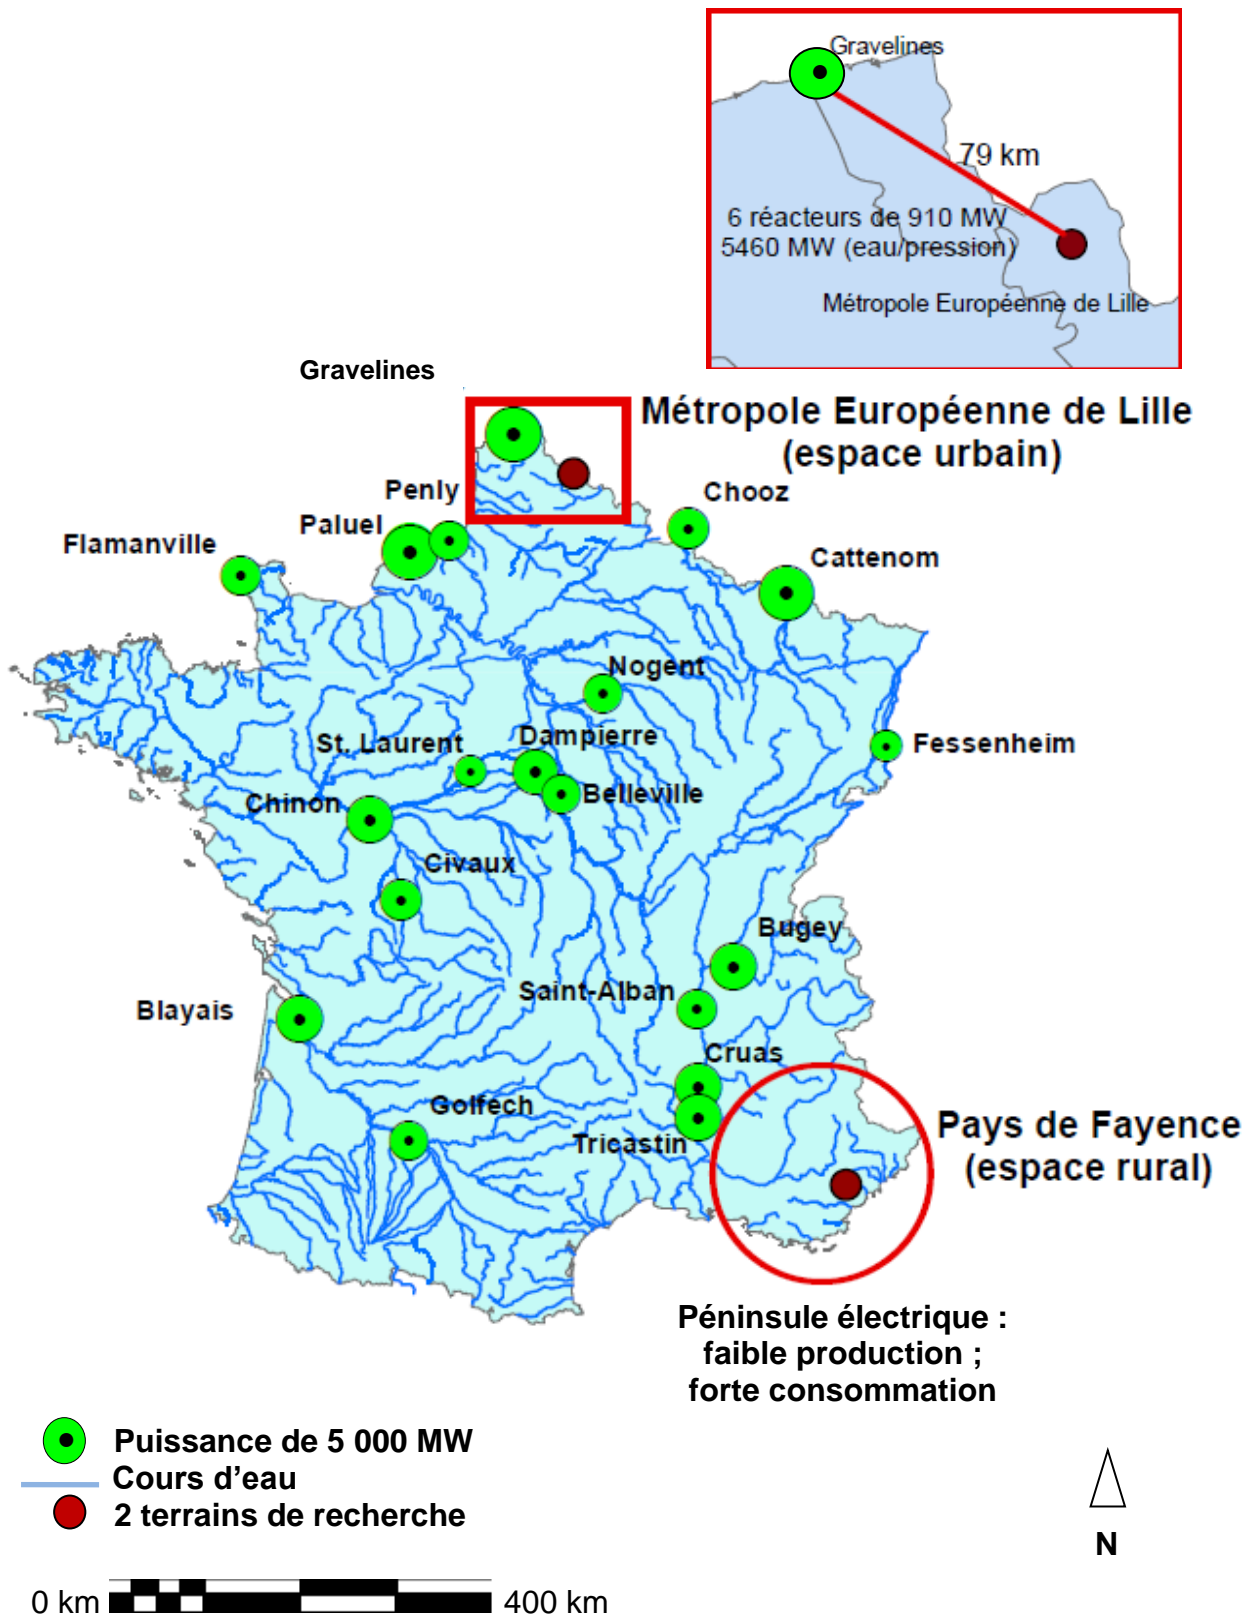 Gravelines
79 km
6 réacteurs de 910 MW
5460 MW (eau/pression)
Métropole Européenne de Lille
Gravelines
Métropole Européenne de Lille
(espace urbain)
Penly
Chooz
Paluel
Flamanville
Cattenom
Nogent
St. Laurent
Dampierre
Fessenheim
Belleville
Chinon
Civaux
Bugey
Saint-Alban
Blayais
Cruas
Golfech
Tricastin
Pays de Fayence
(espace rural)
Péninsule électrique :
faible production ;
forte consommation
Puissance de 5 000 MW
Cours d'eau
2 terrains de recherche
N
0 km
400 km